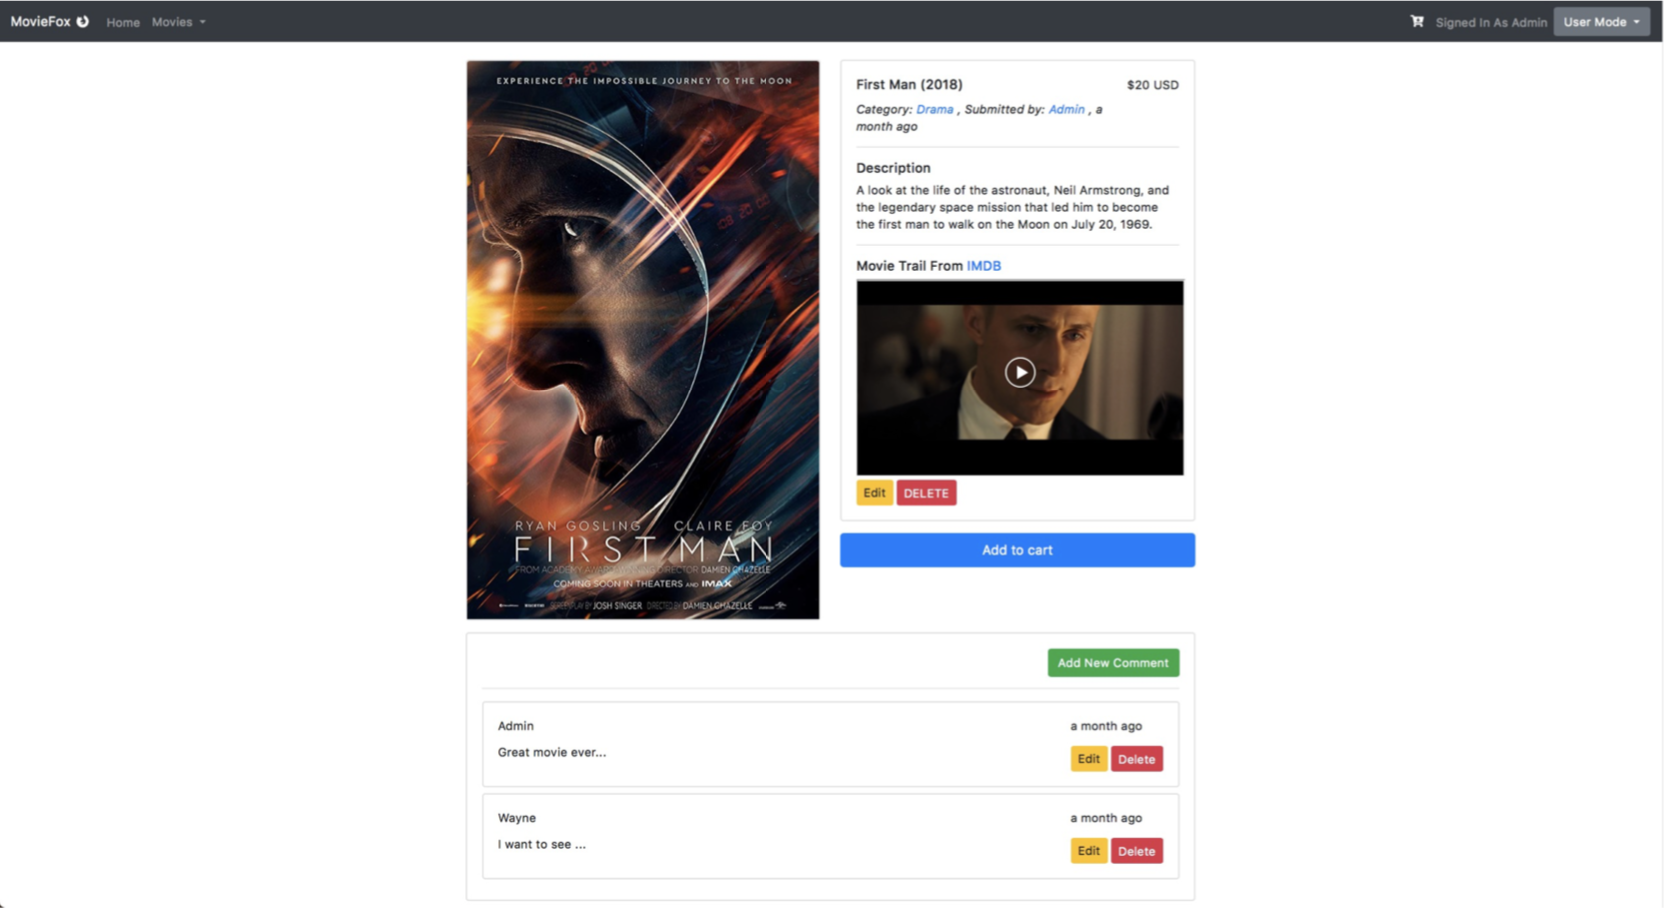 MovieFox Home Movies Signed In As Admin User Mode
EXPERIENCE THE IMPOSSIBLE JOURNEY TO THE MOON
RYAN GOSLING CLAIRE FOY
FIRST MAN
FROM ACADEMY AWARD DIRECTOR DAMIEN CHAZELLE
COMING SOON IN THEATERS AND IMAX
SCREENPLAY BY JOSH SINGER DIRECTED BY DAMIEN CHAZELLE
First Man (2018) $20 USD
Category: Drama , Submitted by: Admin , a
month ago
Description
A look at the life of the astronaut, Neil Armstrong, and
the legendary space mission that led him to become
the first man to walk on the Moon on July 20, 1969.
Movie Trail From IMDB
Edit DELETE
Add to cart
Add New Comment
Admin a month ago
Great movie ever...
Edit Delete
Wayne a month ago
I want to see ...
Edit Delete